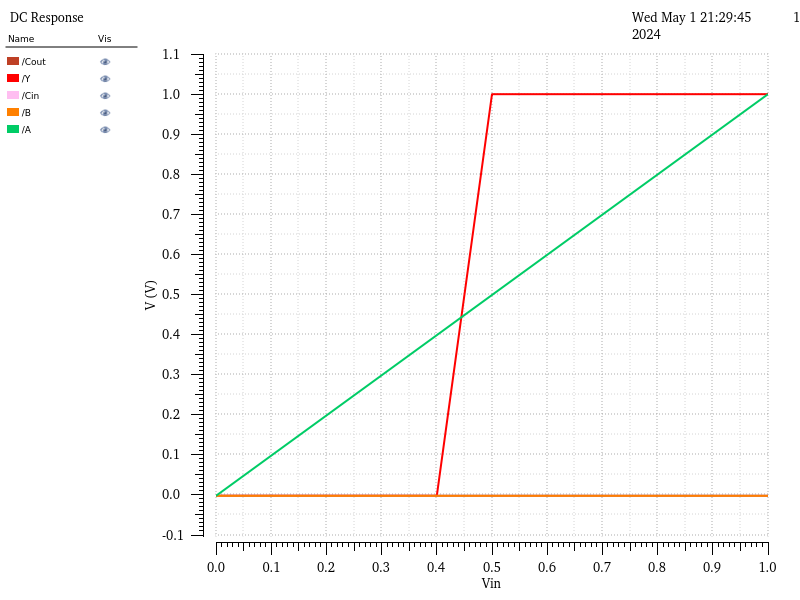 DC Response
Wed May 1 21:29:45
2024
1
Name Vis
/Cout
/Y
/Cin
/B
/A
1.1
1.0
0.9
0.8
0.7
0.6
0.5
0.4
0.3
0.2
0.1
0.0
-0.1
V (V)
0.0 0.1 0.2 0.3 0.4 0.5 0.6 0.7 0.8 0.9 1.0
Vin